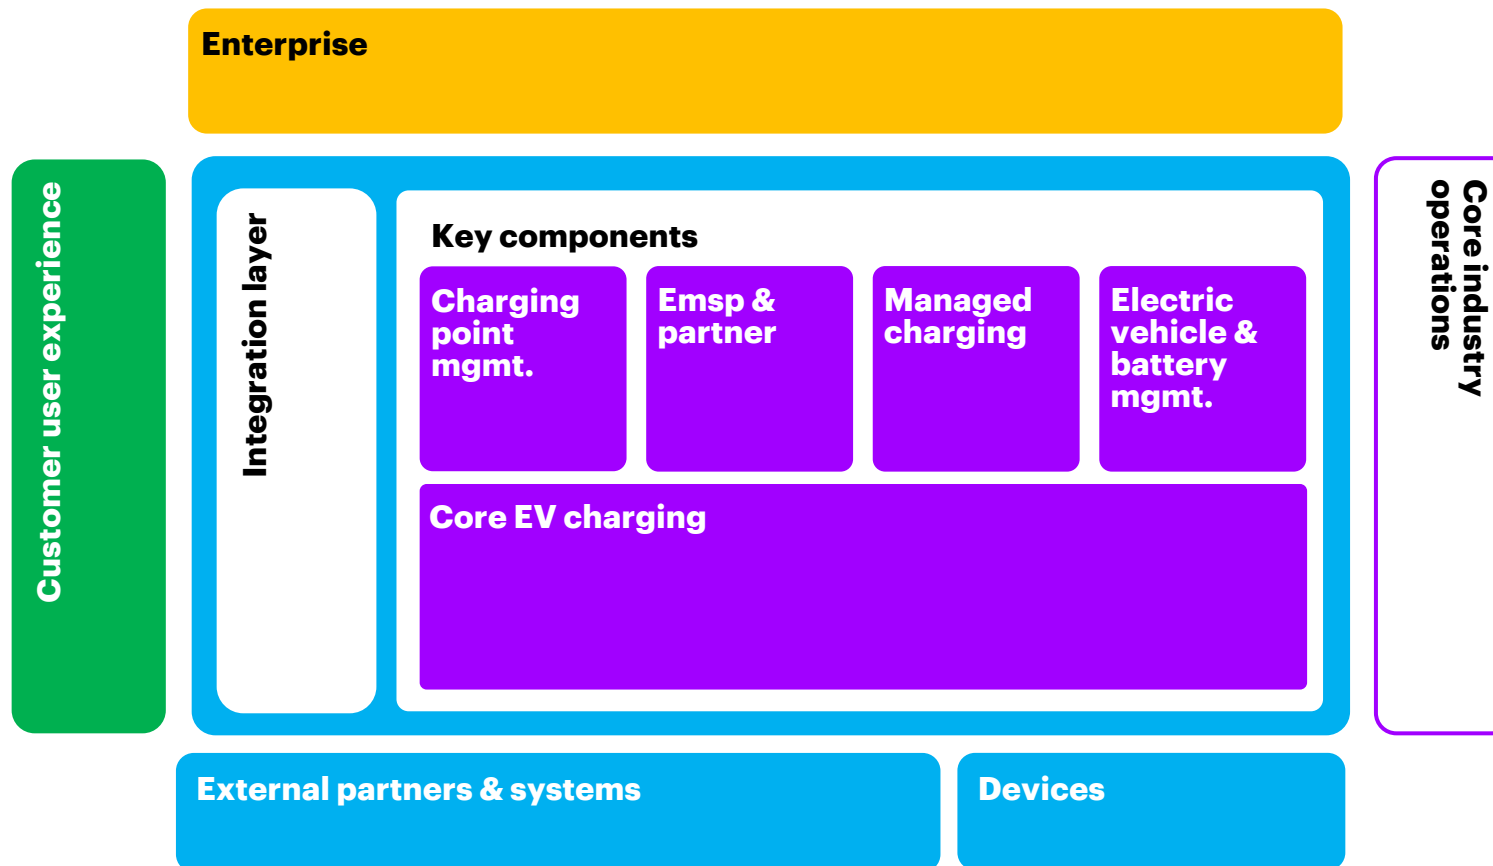 Enterprise
Customer user experience
Integration layer
Key components
Charging
point
mgmt.
Emsp &
partner
Managed
charging
Electric
vehicle &
battery
mgmt.
Core EV charging
Core industry
operations
External partners & systems
Devices